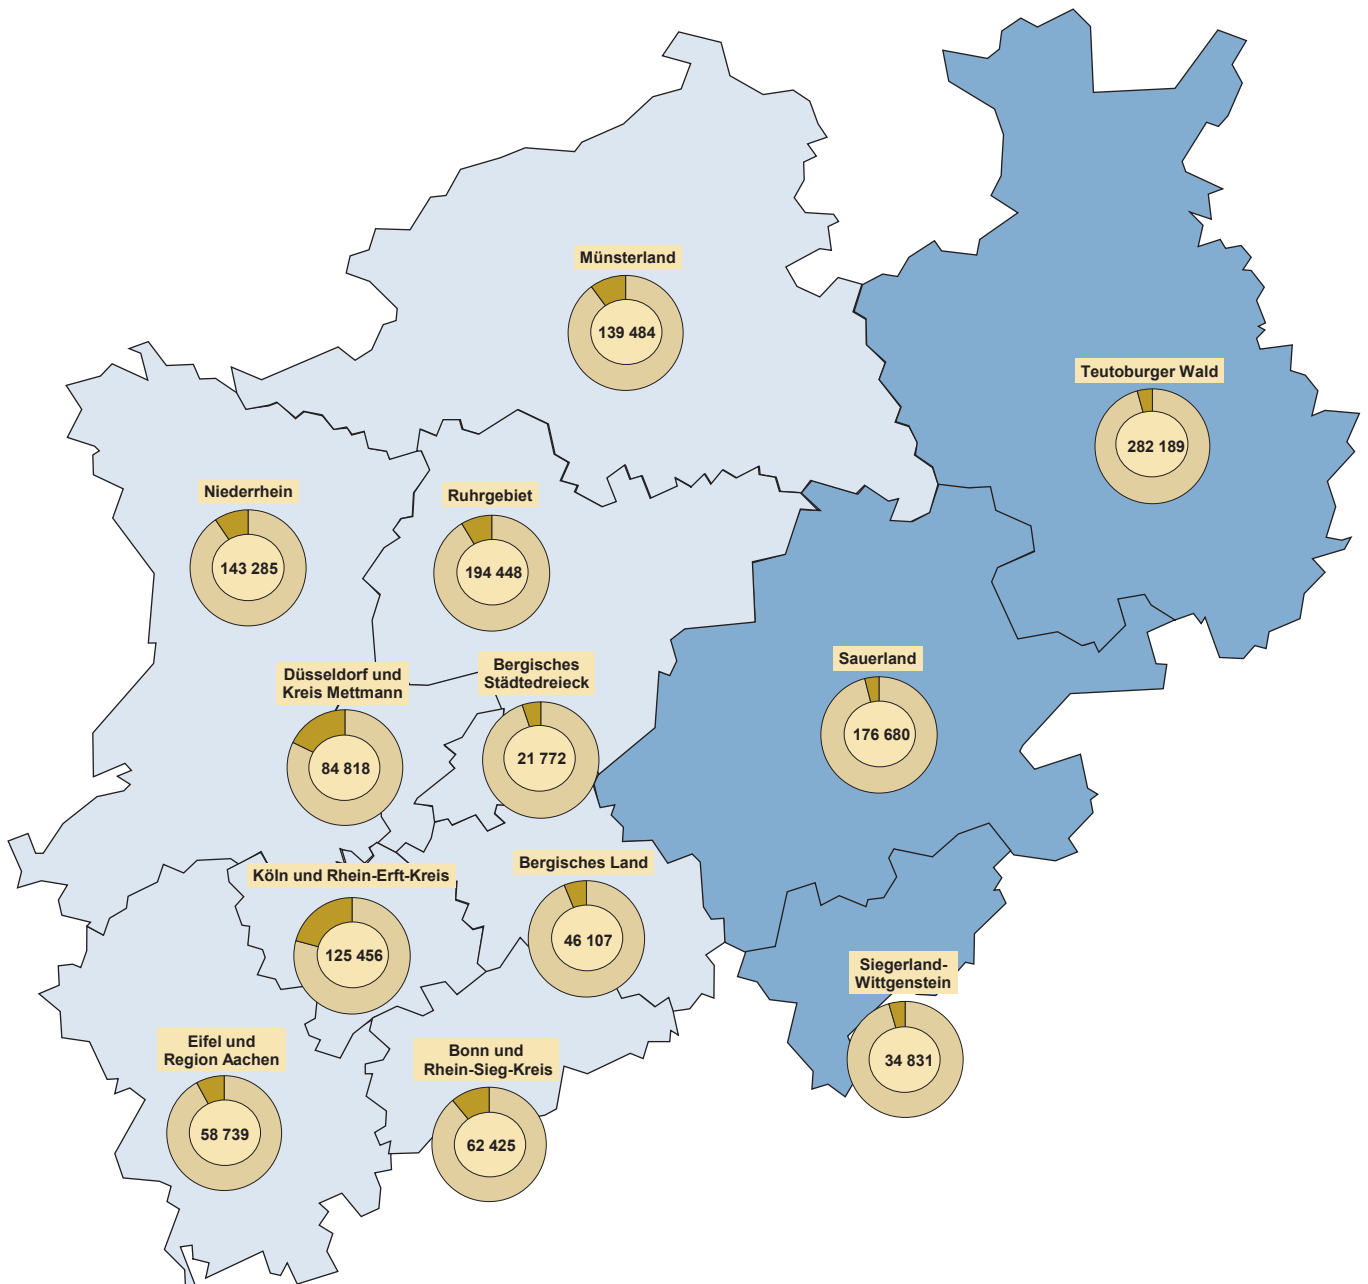 Münsterland
139 484
Teutoburger Wald
282 189
Niederrhein
143 285
Ruhrgebiet
194 448
Düsseldorf und
Kreis Mettmann
84 818
Bergisches
Städtedreieck
21 772
Sauerland
176 680
Köln und Rhein-Erft-Kreis
125 456
Bergisches Land
46 107
Siegerland-
Wittgenstein
34 831
Eifel und
Region Aachen
58 739
Bonn und
Rhein-Sieg-Kreis
62 425